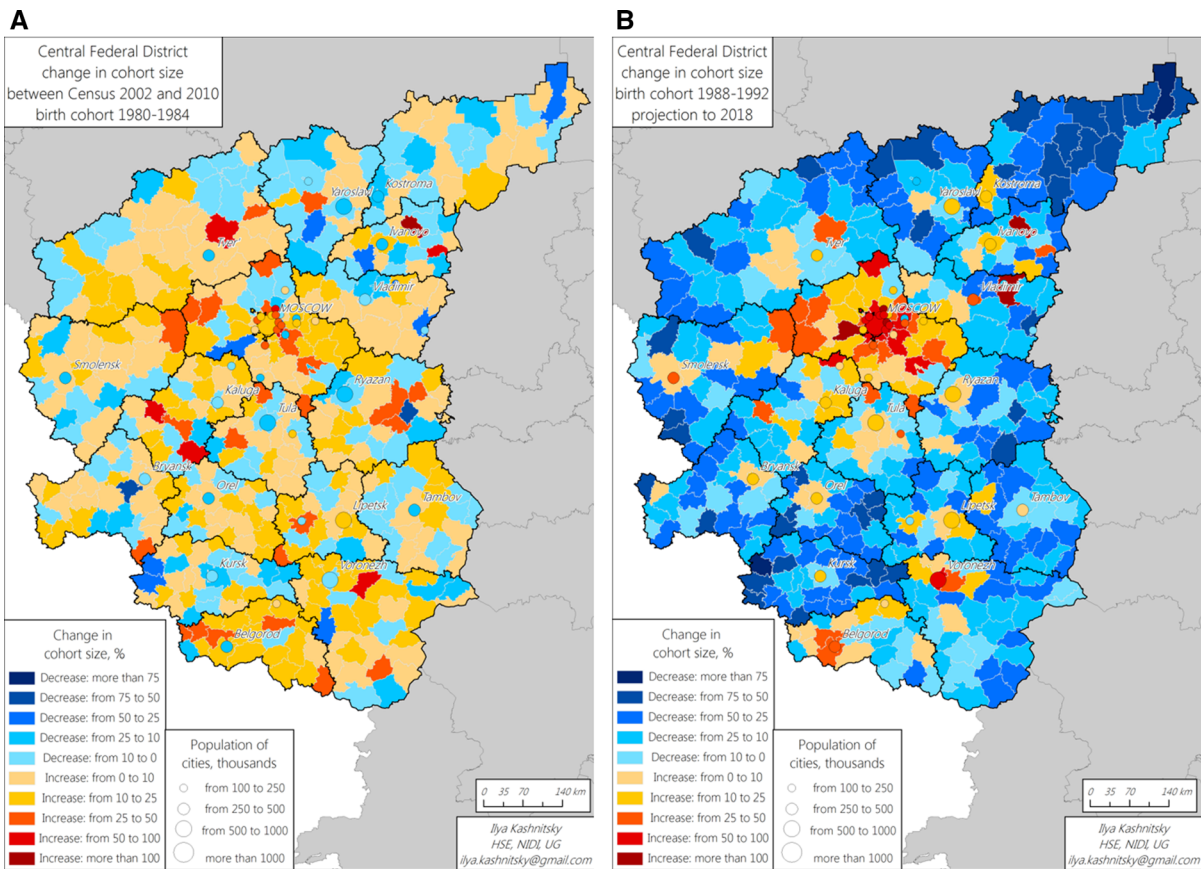 A
Central Federal District
change in cohort size
between Census 2002 and 2010
birth cohort 1980-1984
Yaroslavl
Kostroma
Tver'
Ivanovo
Vladimir
MOSCOW
Smolensk
Kaluga
Ryazan
Tula
Bryansk
Orel
Lipetsk
Tambov
Kursk
Voronezh
Belgorod
Change in
cohort size, %
Decrease: more than 75
Decrease: from 75 to 50
Decrease: from 50 to 25
Decrease: from 25 to 10
Decrease: from 10 to 0
Increase: from 0 to 10
Increase: from 10 to 25
Increase: from 25 to 50
Increase: from 50 to 100
Increase: more than 100
Population of
cities, thousands
from 100 to 250
from 250 to 500
from 500 to 1000
more than 1000
0 35 70 140 km
Ilya Kashnitsky
HSE, NIDI, UG
ilya.kashnitsky@gmail.com
B
Central Federal District
change in cohort size
birth cohort 1988-1992
projection to 2018
Yaroslavl
Kostroma
Tver'
Ivanovo
Vladimir
MOSCOW
Smolensk
Kaluga
Ryazan
Tula
Bryansk
Orel
Lipetsk
Tambov
Kursk
Voronezh
Belgorod
Change in
cohort size, %
Decrease: more than 75
Decrease: from 75 to 50
Decrease: from 50 to 25
Decrease: from 25 to 10
Decrease: from 10 to 0
Increase: from 0 to 10
Increase: from 10 to 25
Increase: from 25 to 50
Increase: from 50 to 100
Increase: more than 100
Population of
cities, thousands
from 100 to 250
from 250 to 500
from 500 to 1000
more than 1000
0 35 70 140 km
Ilya Kashnitsky
HSE, NIDI, UG
ilya.kashnitsky@gmail.com